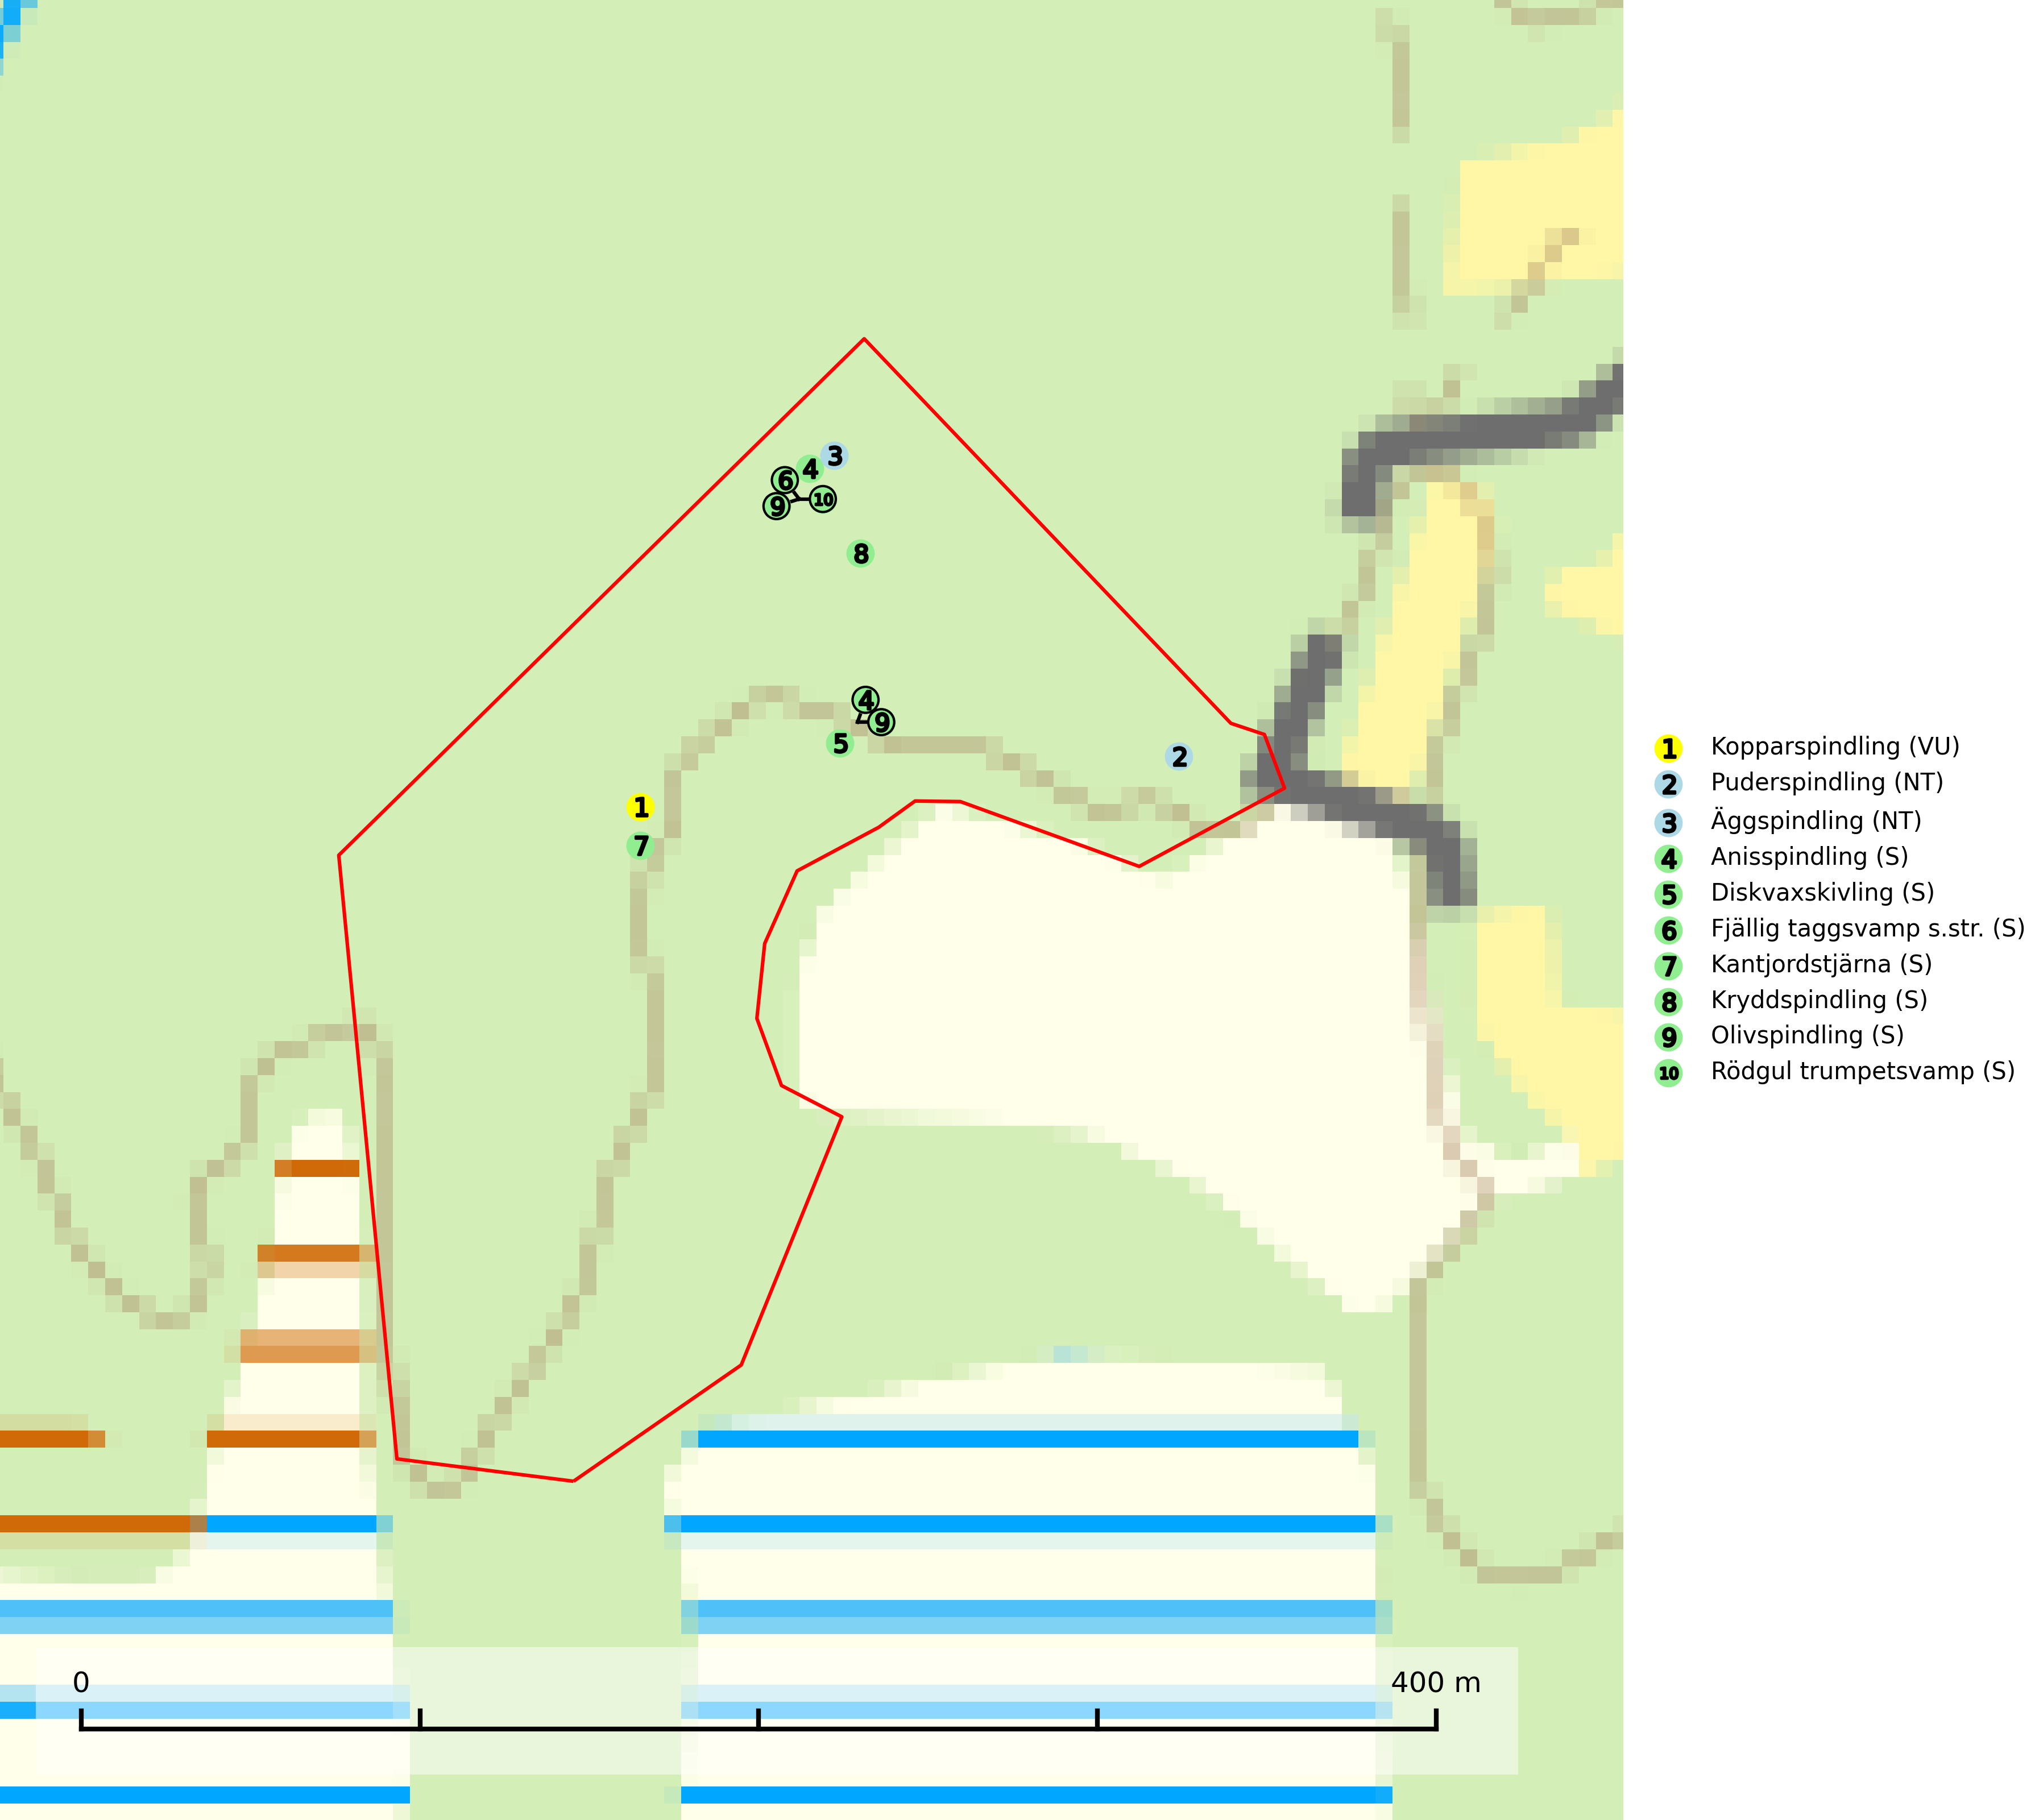 3
4
6
10
9
8
4
9
5
2
1
7
1 Kopparspindling (VU)
2 Puderspindling (NT)
3 Äggspindling (NT)
4 Anisspindling (S)
5 Diskvaxskivling (S)
6 Fjällig taggsvamp s.str. (S)
7 Kantjordstjärna (S)
8 Kryddspindling (S)
9 Olivspindling (S)
10 Rödgul trumpetsvamp (S)
0 400 m